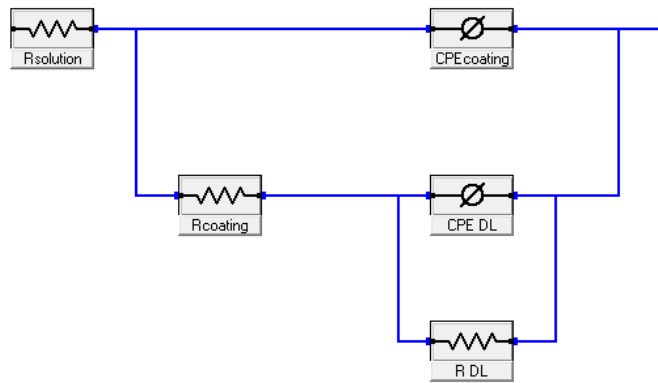 Rsolution
CPEcoating
Rcoating
CPE DL
R DL